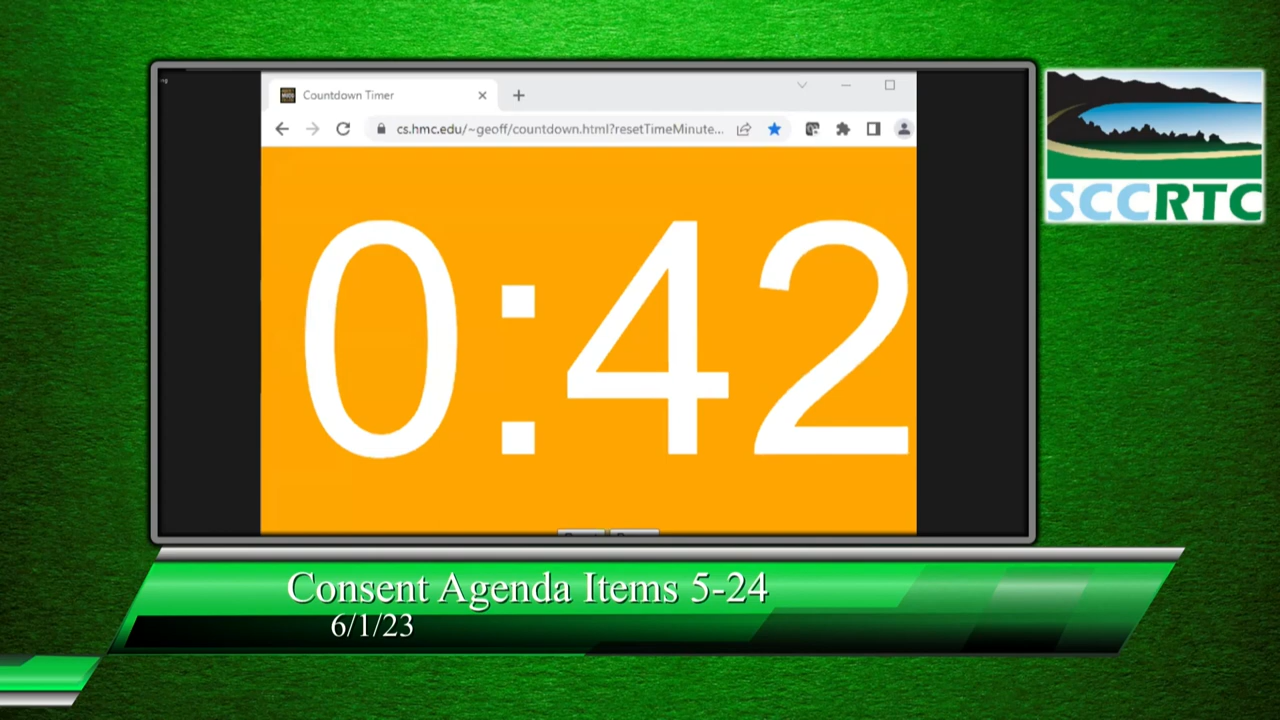 Countdown Timer
cs.hmc.edu/~geoff/countdown.html?resetTimeMinute...
0:42
SCCRTC
Consent Agenda Items 5-24
6/1/23